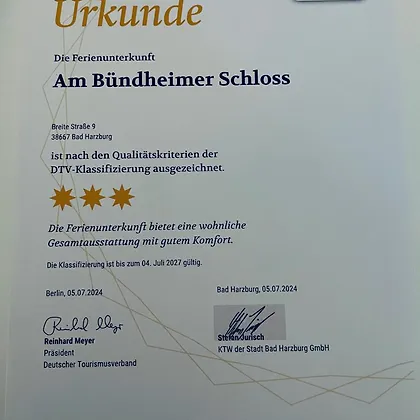 Urkunde
Die Ferienunterkunft
Am Bündheimer Schloss
Breite Straße 9
38667 Bad Harzburg
ist nach den Qualitätskriterien der
DTV-Klassifizierung ausgezeichnet.
Die Ferienunterkunft bietet eine wohnliche
Gesamtausstattung mit gutem Komfort.
Die Klassifizierung ist bis zum 04. Juli 2027 gültig.
Berlin, 05.07.2024
Bad Harzburg, 05.07.2024
Reinhard Meyer
Präsident
Deutscher Tourismusverband
Stefan Jurisch
KTW der Stadt Bad Harzburg GmbH